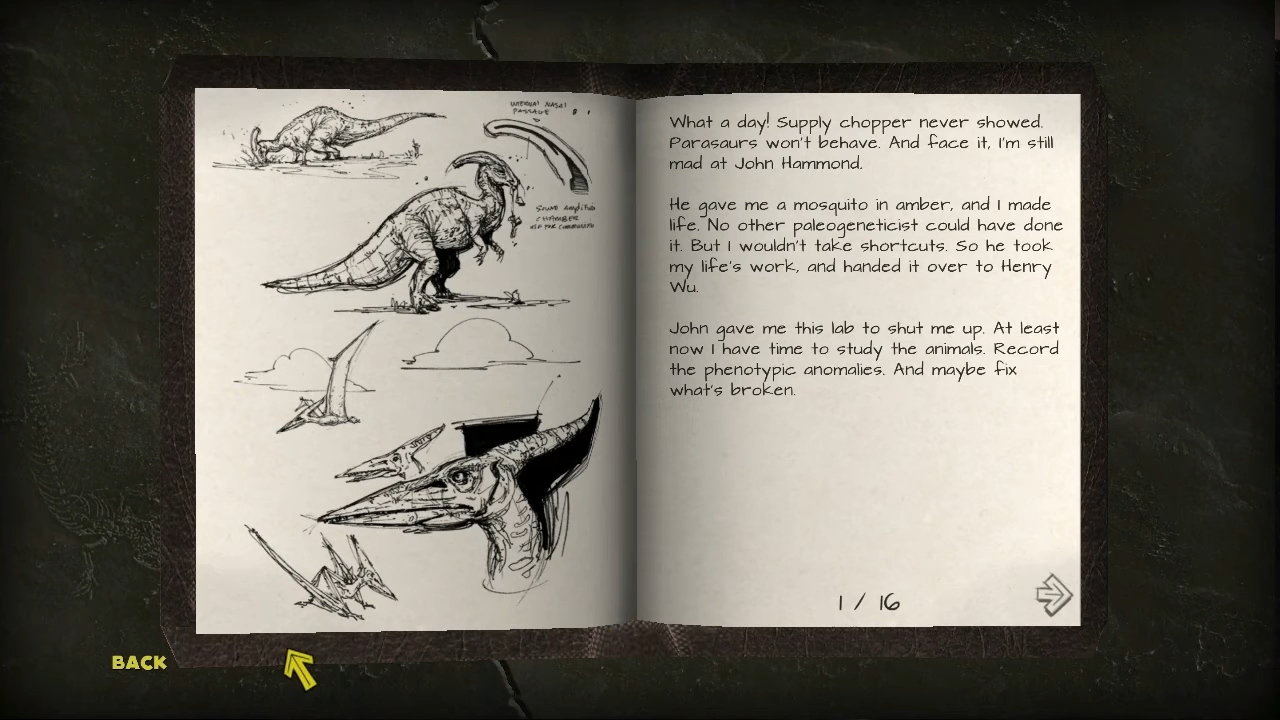 INTERNAL NASAL
PASSAGE
CHAMBER
What a day! Supply chopper never showed.
Parasaurs won't behave. And face it, I'm still
mad at John Hammond.
He gave me a mosquito in amber, and I made
life. No other paleogeneticist could have done
it. But I wouldn't take shortcuts. So he took
my life's work, and handed it over to Henry
Wu.
John gave me this lab to shut me up. At least
now I have time to study the animals. Record
the phenotypic anomalies. And maybe fix
what's broken.
1 / 16
BACK